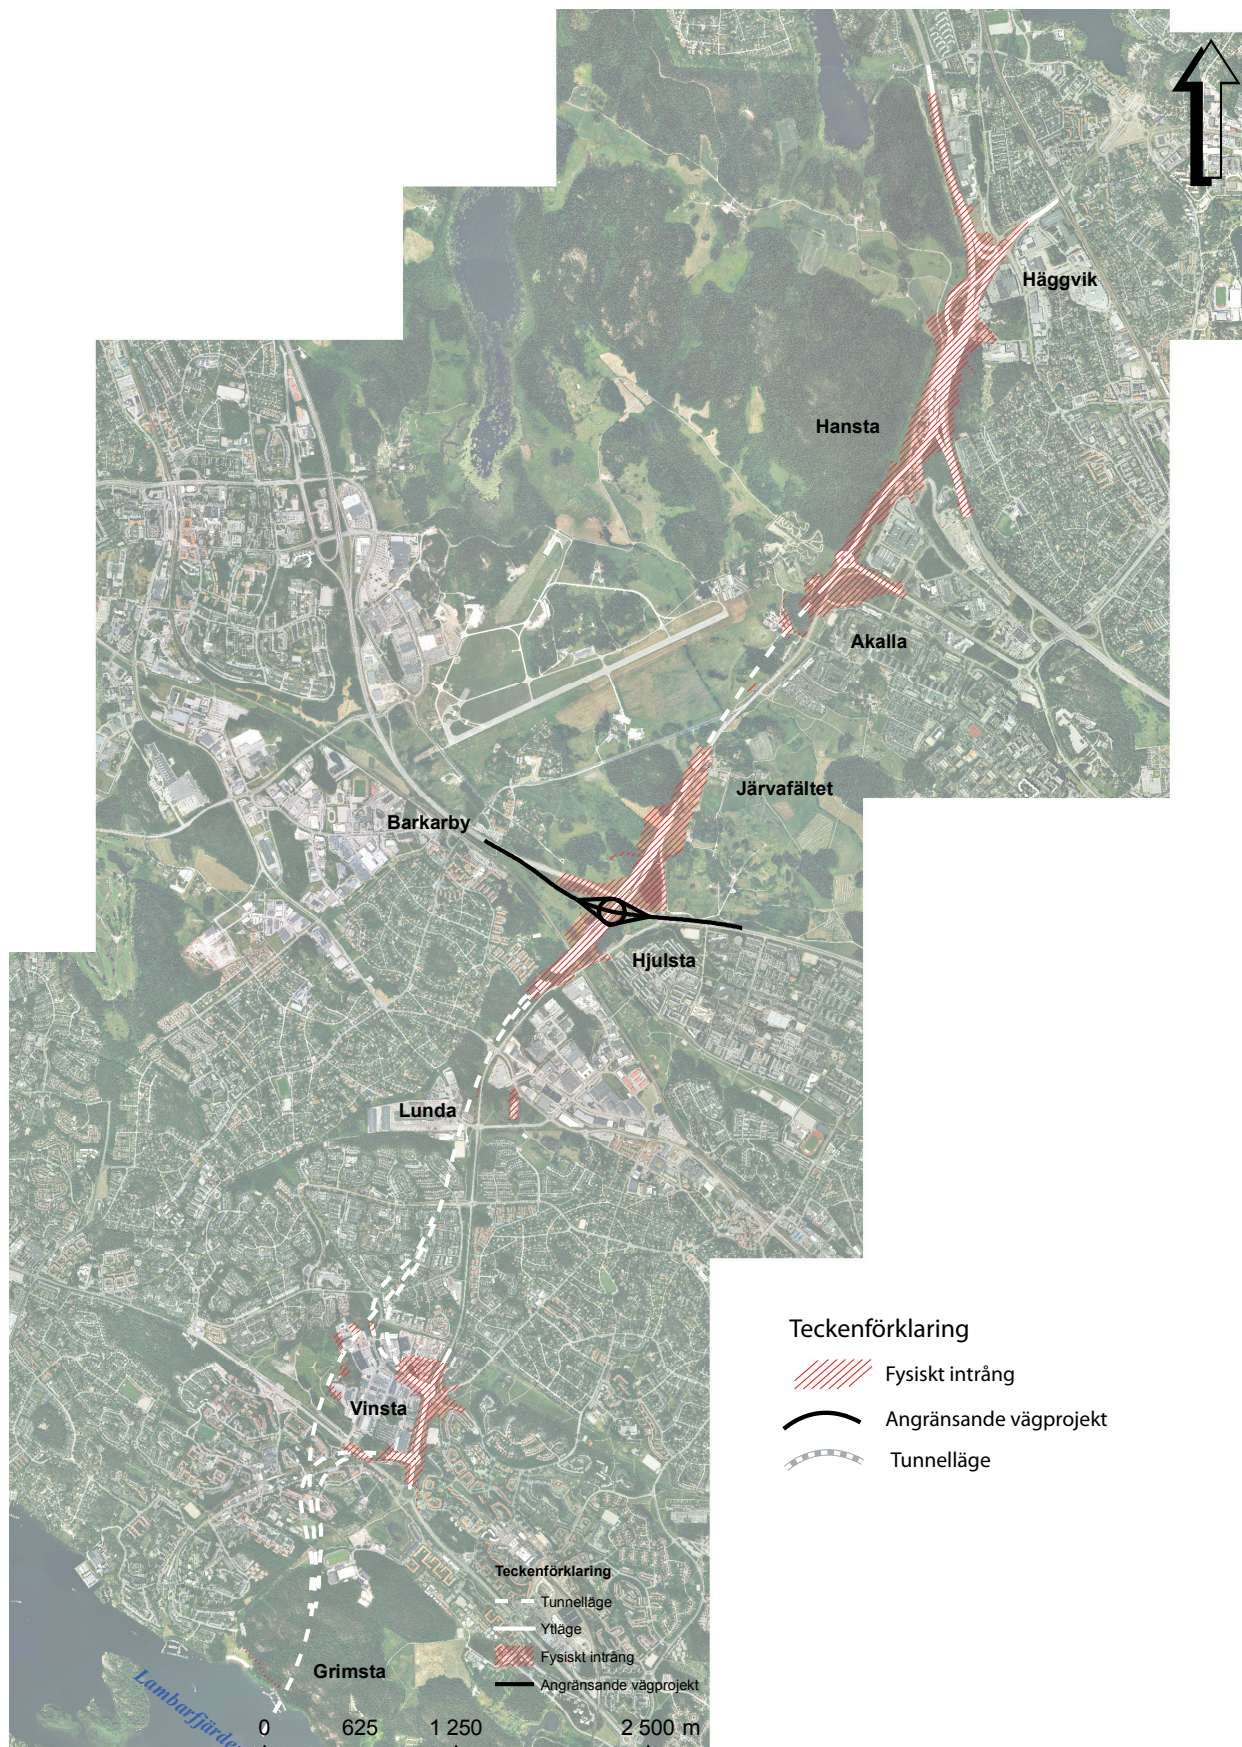 Häggvik
Hansta
Akalla
Järvafältet
Barkarby
Hjulsta
Lunda
Vinsta
Grimsta
Teckenförklaring
Fysiskt intrång
Angränsande vägprojekt
Tunnelläge
Teckenförklaring
Tunnelläge
Ytläge
Fysiskt intrång
Angränsande vägprojekt
Lambarfjärde
0 625 1 250 2 500 m